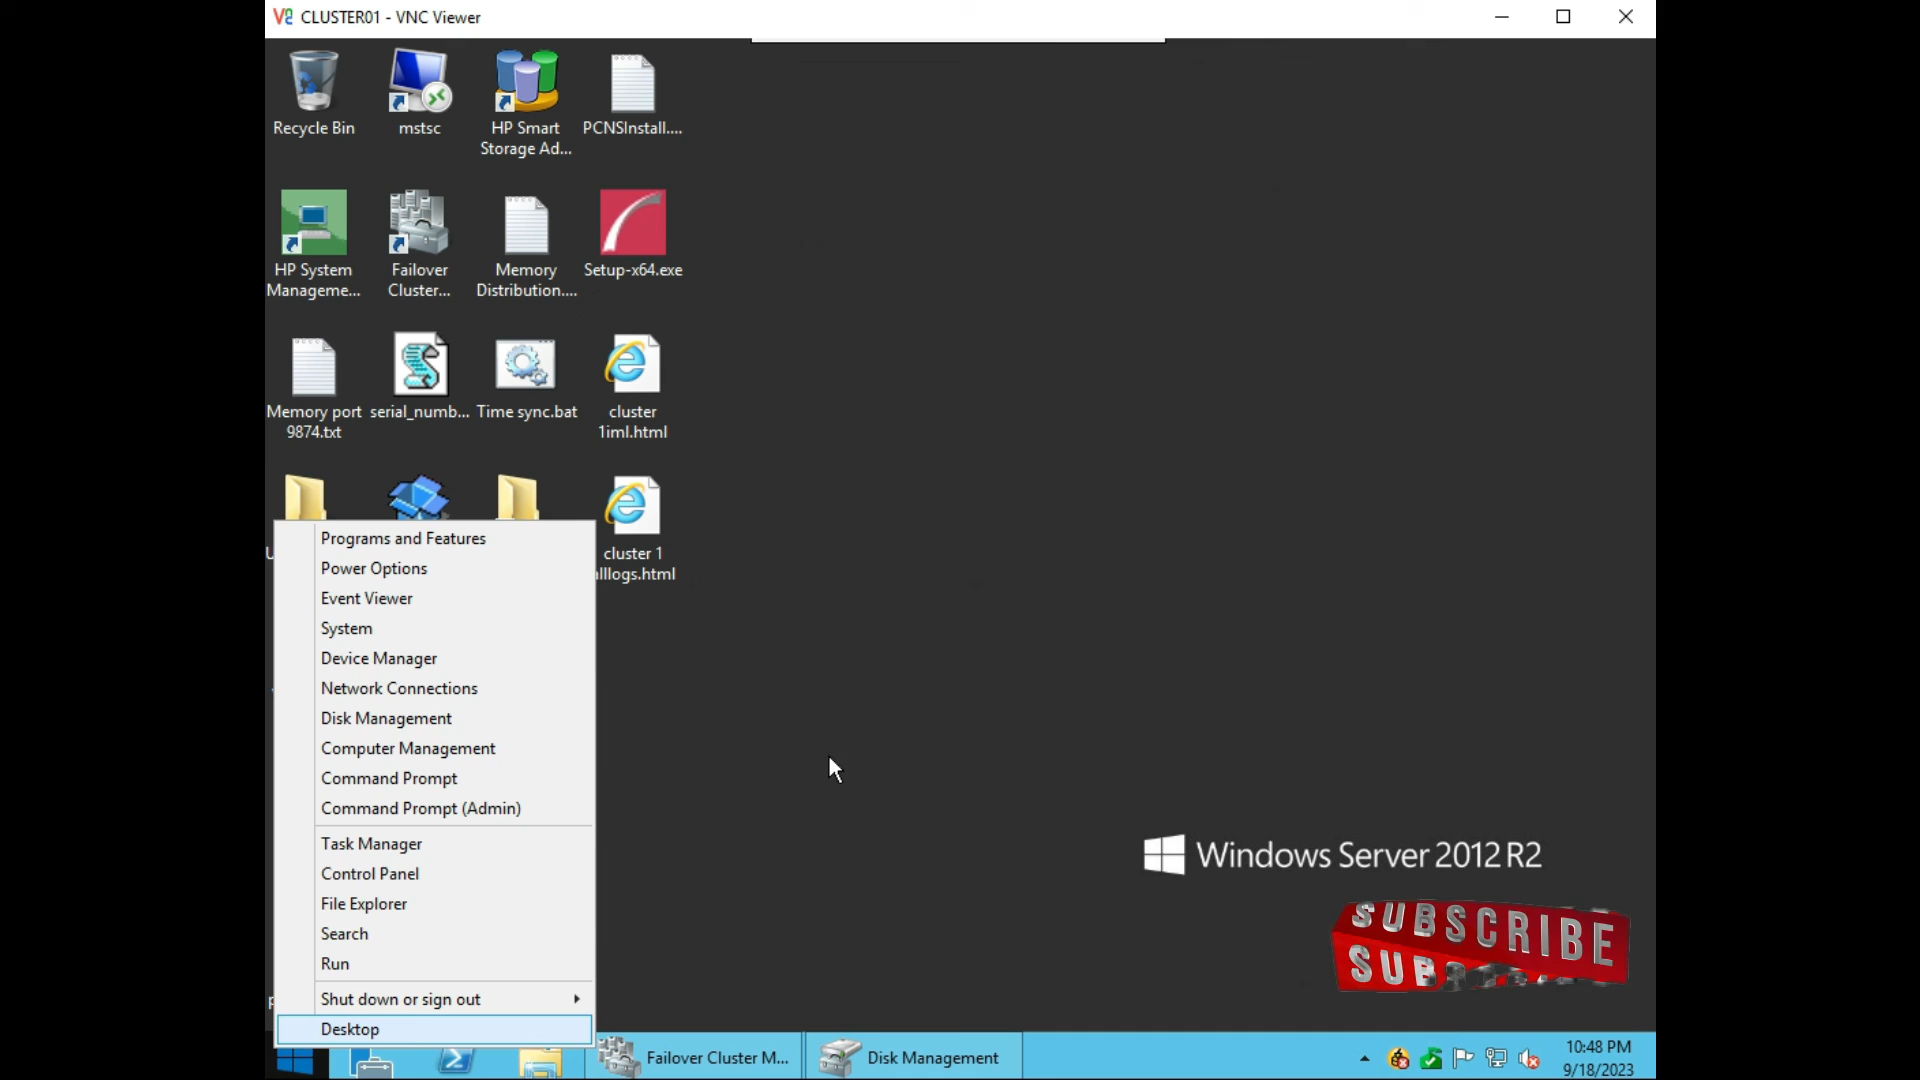 CLUSTER01 - VNC Viewer
Recycle Bin
mstsc
HP Smart
Storage Ad...
PCNSInstall....
HP System
Manageme...
Failover
Cluster...
Memory
Distribution....
Setup-x64.exe
Memory port
9874.txt
serial_numb...
Time sync.bat
cluster
1iml.html
cluster 1
alllogs.html
Programs and Features
Power Options
Event Viewer
System
Device Manager
Network Connections
Disk Management
Computer Management
Command Prompt
Command Prompt (Admin)
Task Manager
Control Panel
File Explorer
Search
Run
Shut down or sign out
Desktop
Windows Server 2012 R2
SUBSCRIBE
Failover Cluster M...
Disk Management
10:48 PM
9/18/2023